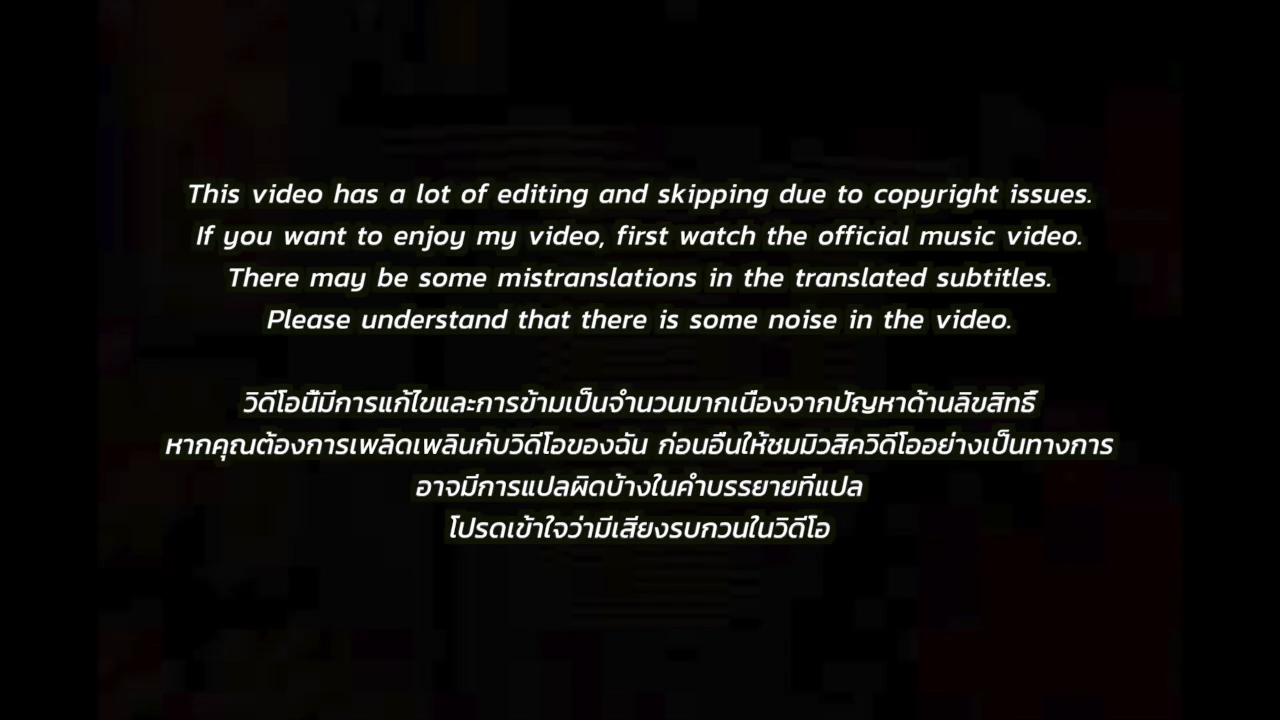 This video has a lot of editing and skipping due to copyright issues.
If you want to enjoy my video, first watch the official music video.
There may be some mistranslations in the translated subtitles.
Please understand that there is some noise in the video.
วิดีโอนี้มีการแก้ไขและการข้ามเป็นจำนวนมากเนื่องจากปัญหาด้านลิขสิทธิ์
หากคุณต้องการเพลิดเพลินกับวิดีโอของฉัน ก่อนอื่นให้ชมมิวสิควิดีโออย่างเป็นทางการ
อาจมีการแปลผิดบ้างในคำบรรยายที่แปล
โปรดเข้าใจว่ามีเสียงรบกวนในวิดีโอ